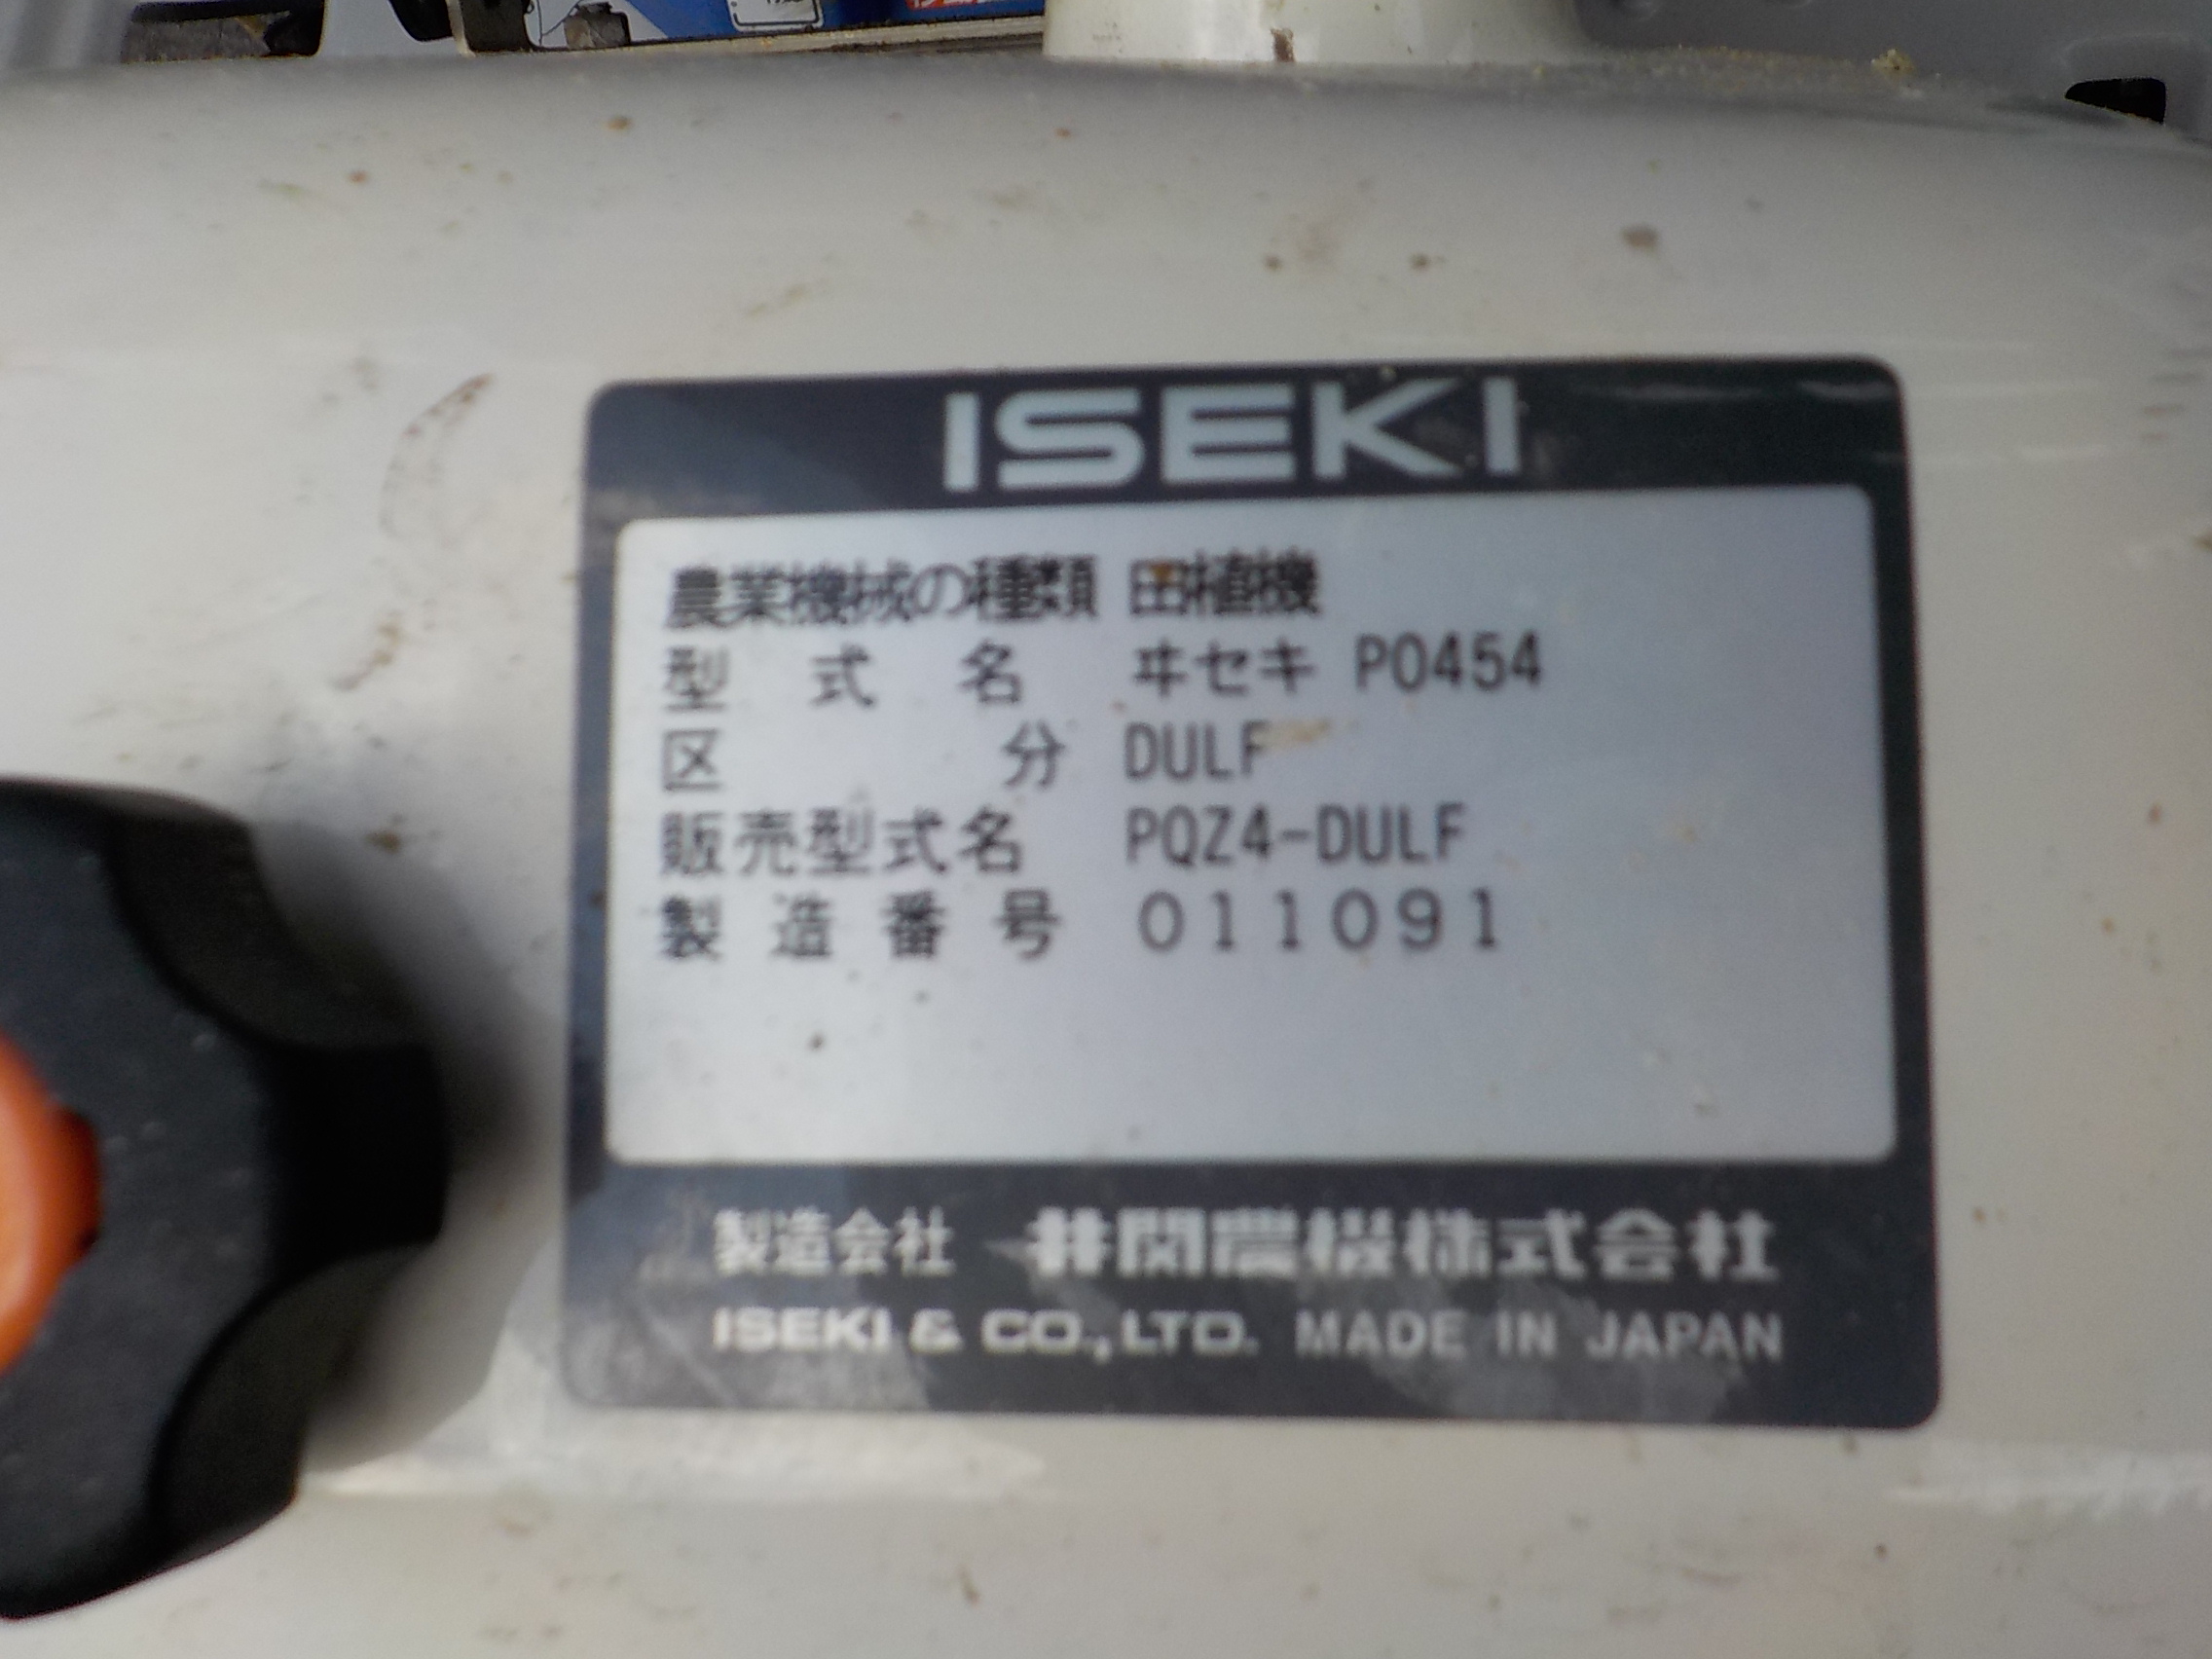 ISEKI
農業機械の種類 田植機
型式名 ヰセキ P0454
区分 DULF
販売型式名 PQZ4-DULF
製造番号 011091
製造会社 井関農機株式会社
ISEKI & CO., LTD. MADE IN JAPAN